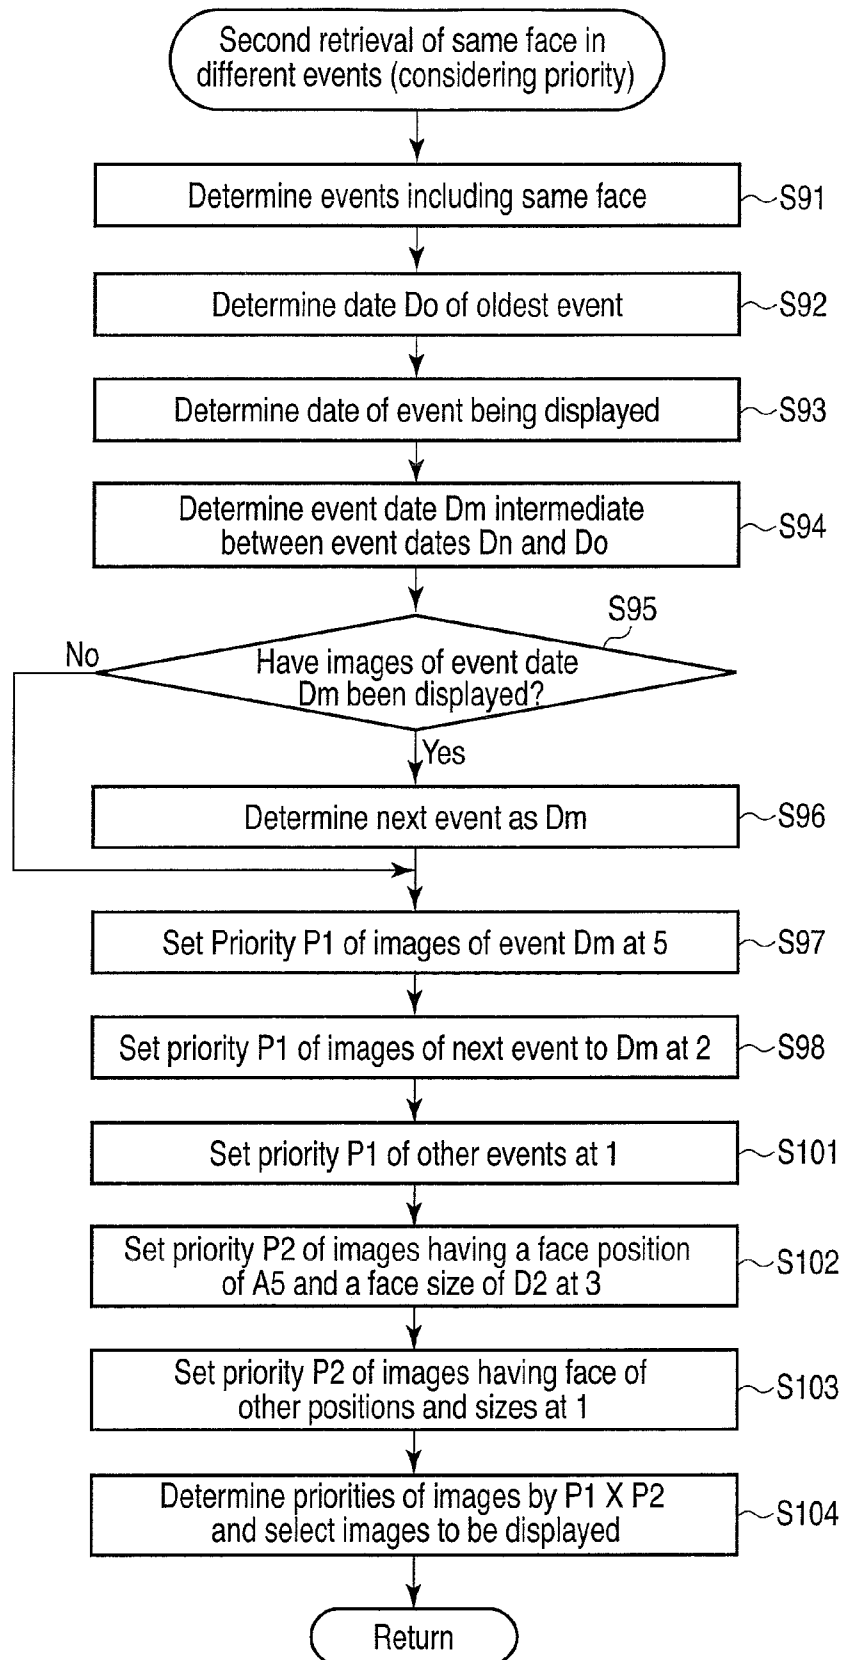 Second retrieval of same face in
different events (considering priority)
Determine events including same face
S91
Determine date Do of oldest event
S92
Determine date of event being displayed
S93
Determine event date Dm intermediate
between event dates Dn and Do
S94
S95
No
Have images of event date
Dm been displayed?
Yes
Determine next event as Dm
S96
Set Priority P1 of images of event Dm at 5
S97
Set priority P1 of images of next event to Dm at 2
S98
Set priority P1 of other events at 1
S101
Set priority P2 of images having a face position
of A5 and a face size of D2 at 3
S102
Set priority P2 of images having face of
other positions and sizes at 1
S103
Determine priorities of images by P1 X P2
and select images to be displayed
S104
Return